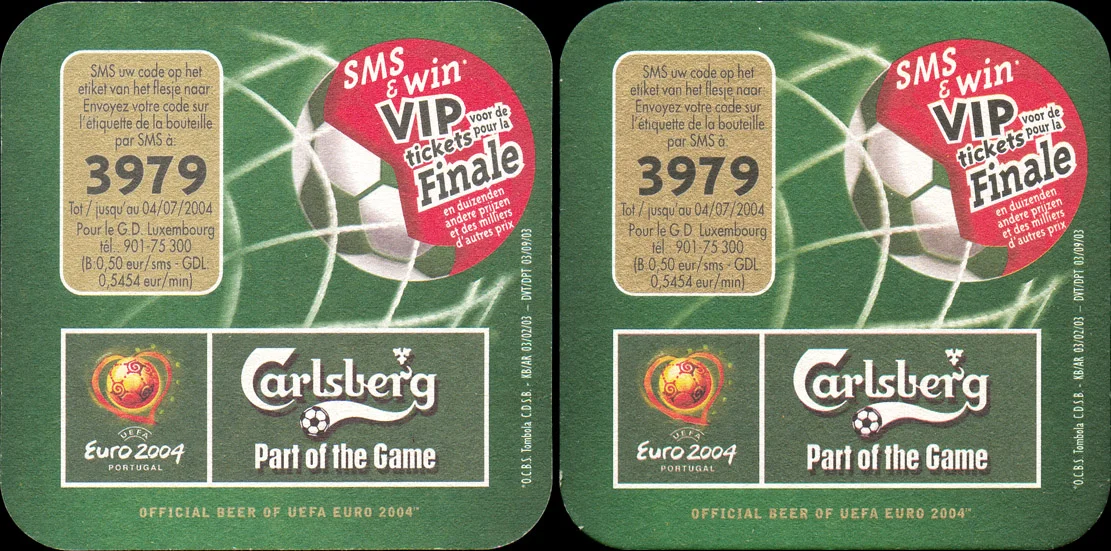 SMS uw code op het
etiket van het flesje naar:
Envoyez votre code sur
l'étiquette de la bouteille
par SMS à:
3979
Tot / jusqu'au 04/07/2004
Pour le G.D. Luxembourg
tél. 901-75 300
(B:0,50 eur/sms - GDL:
0,5454 eur/min)
SMS
& win*
VIP
tickets
voor de
pour la
Finale
en duizenden
andere prijzen
et des milliers
d'autres prix
*O.C.B.S. Tombola C.D.S.B. - KB/AR 03/02/03 – DVT/DPT 03/09/03
UEFA
Euro 2004
PORTUGAL
Carlsberg
Part of the Game
OFFICIAL BEER OF UEFA EURO 2004™
SMS uw code op het
etiket van het flesje naar:
Envoyez votre code sur
l'étiquette de la bouteille
par SMS à:
3979
Tot / jusqu'au 04/07/2004
Pour le G.D. Luxembourg
tél. 901-75 300
(B:0,50 eur/sms - GDL:
0,5454 eur/min)
SMS
& win*
VIP
tickets
voor de
pour la
Finale
en duizenden
andere prijzen
et des milliers
d'autres prix
*O.C.B.S. Tombola C.D.S.B. - KB/AR 03/02/03 – DVT/DPT 03/09/03
UEFA
Euro 2004
PORTUGAL
Carlsberg
Part of the Game
OFFICIAL BEER OF UEFA EURO 2004™